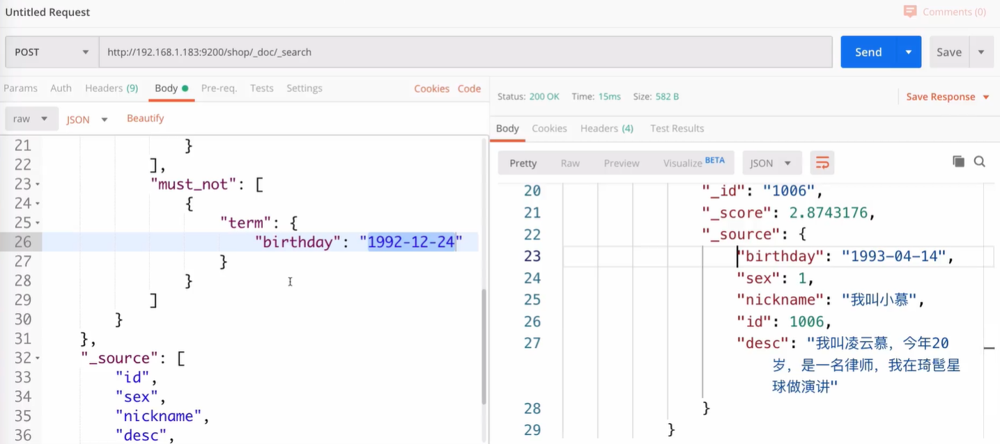 Untitled Request
Comments (0)
POST
http://192.168.1.183:9200/shop/_doc/_search
Send
Save
Params Auth Headers (9) Body Pre-req. Tests Settings Cookies Code
raw JSON Beautify
21 }
22 ],
23 "must_not": [
24 {
25 "term": {
26 "birthday": "1992-12-24"
27 }
28 }
29 ]
30 }
31 },
32 "_source": [
33 "id",
34 "sex",
35 "nickname",
36 "desc",
Status: 200 OK Time: 15ms Size: 582 B
Save Response
Body Cookies Headers (4) Test Results
Pretty Raw Preview Visualize BETA JSON
20 "_id": "1006",
21 "_score": 2.8743176,
22 "_source": {
23 "birthday": "1993-04-14",
24 "sex": 1,
25 "nickname": "我叫小慕",
26 "id": 1006,
27 "desc": "我叫凌云慕，今年20
岁，是一名律师，我在琦髱星
球做演讲"
28 }
29 }